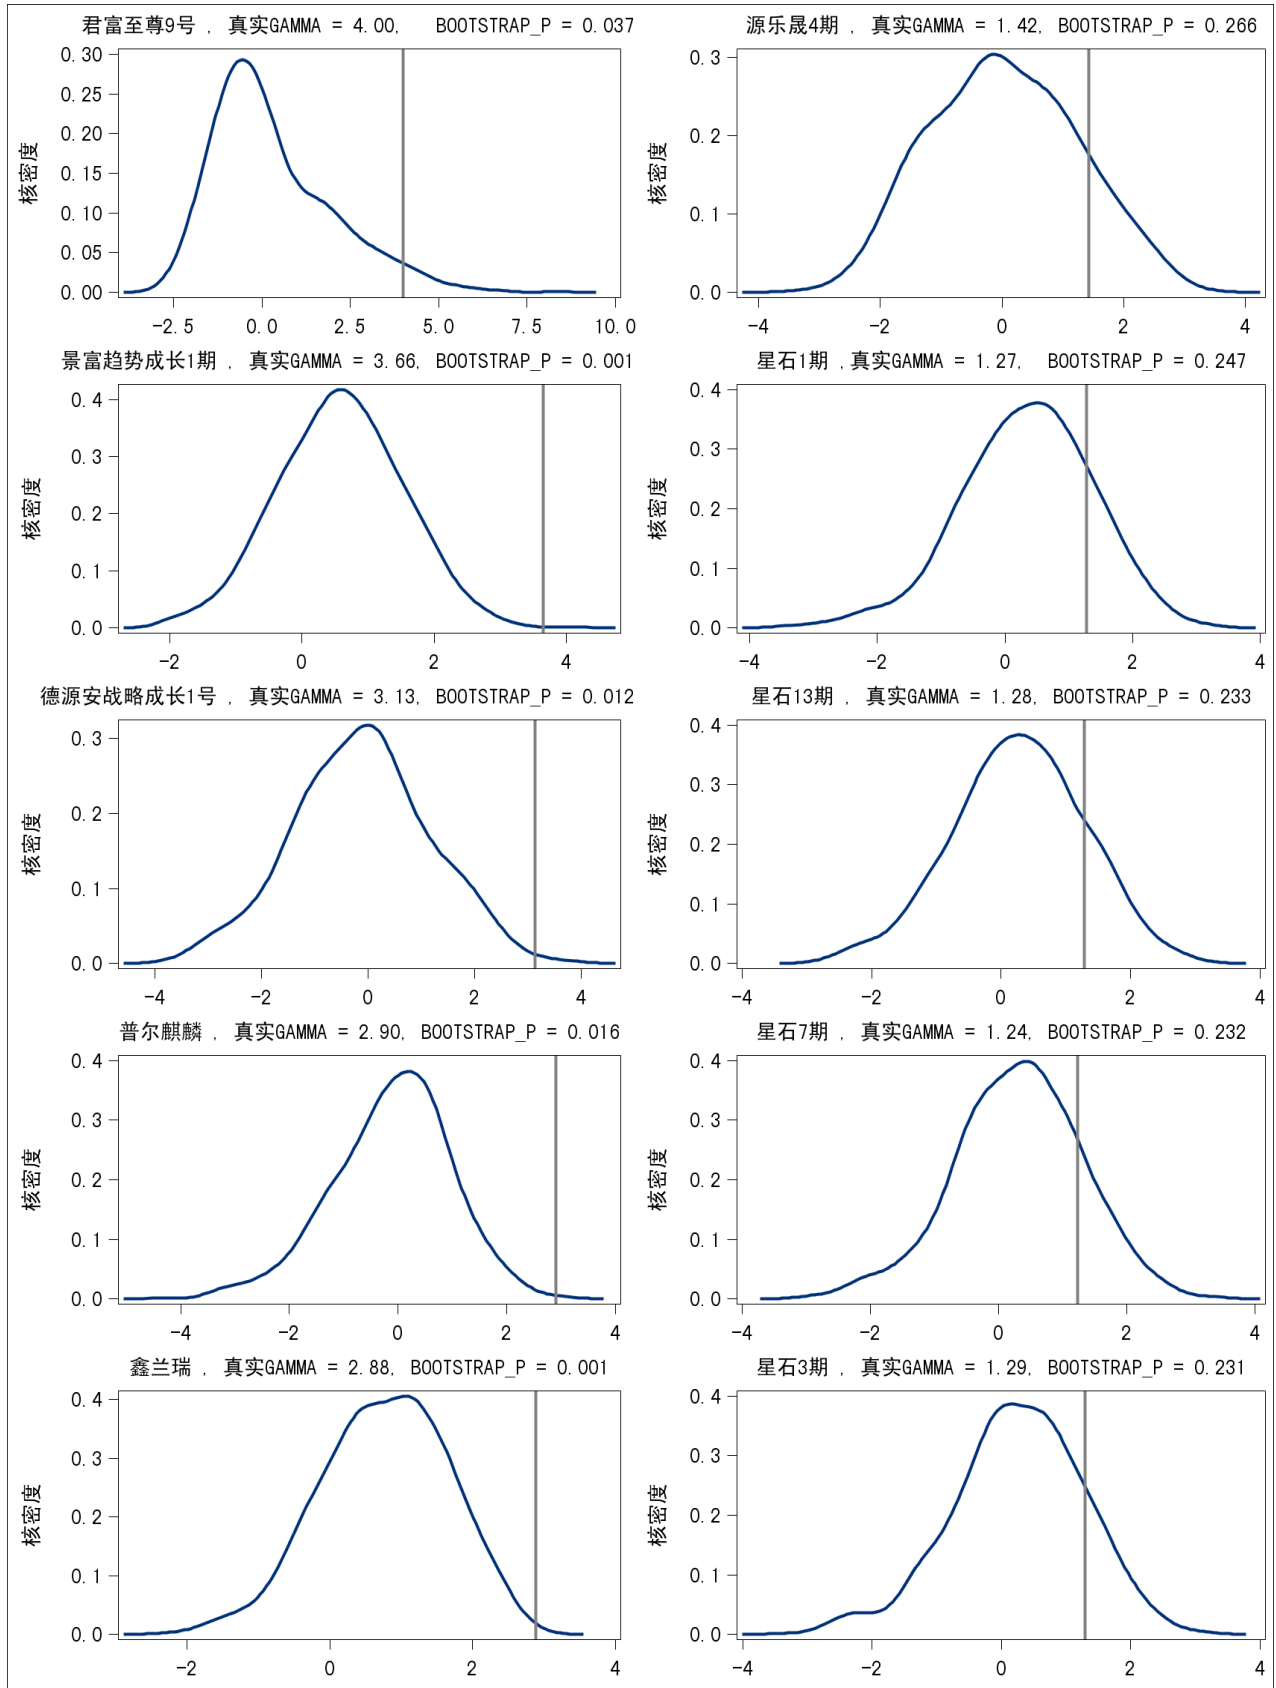 君富至尊9号 , 真实GAMMA = 4.00, BOOTSTRAP_P = 0.037
核密度
0.30
0.25
0.20
0.15
0.10
0.05
0.00
-2.5 0.0 2.5 5.0 7.5 10.0
源乐晟4期 , 真实GAMMA = 1.42, BOOTSTRAP_P = 0.266
核密度
0.3
0.2
0.1
0.0
-4 -2 0 2 4
景富趋势成长1期 , 真实GAMMA = 3.66, BOOTSTRAP_P = 0.001
核密度
0.4
0.3
0.2
0.1
0.0
-2 0 2 4
星石1期 ,真实GAMMA = 1.27, BOOTSTRAP_P = 0.247
核密度
0.4
0.3
0.2
0.1
0.0
-4 -2 0 2 4
德源安战略成长1号 , 真实GAMMA = 3.13, BOOTSTRAP_P = 0.012
核密度
0.3
0.2
0.1
0.0
-4 -2 0 2 4
星石13期 , 真实GAMMA = 1.28, BOOTSTRAP_P = 0.233
核密度
0.4
0.3
0.2
0.1
0.0
-4 -2 0 2 4
普尔麒麟 , 真实GAMMA = 2.90, BOOTSTRAP_P = 0.016
核密度
0.4
0.3
0.2
0.1
0.0
-4 -2 0 2 4
星石7期 , 真实GAMMA = 1.24, BOOTSTRAP_P = 0.232
核密度
0.4
0.3
0.2
0.1
0.0
-4 -2 0 2 4
鑫兰瑞 , 真实GAMMA = 2.88, BOOTSTRAP_P = 0.001
核密度
0.4
0.3
0.2
0.1
0.0
-2 0 2 4
星石3期 , 真实GAMMA = 1.29, BOOTSTRAP_P = 0.231
核密度
0.4
0.3
0.2
0.1
0.0
-4 -2 0 2 4